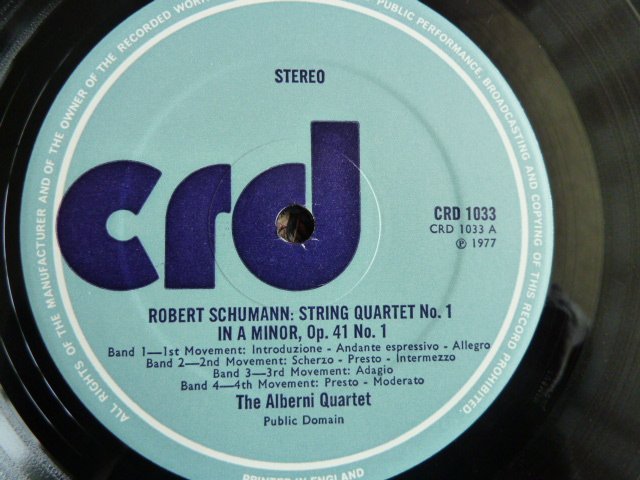 ALL RIGHTS OF THE MANUFACTURER AND OF THE OWNER OF THE RECORDED WORK
PUBLIC PERFORMANCE, BROADCASTING AND COPYING OF THIS RECORD PROHIBITED.
STEREO
crd
CRD 1033
CRD 1033 A
℗ 1977
ROBERT SCHUMANN: STRING QUARTET No. 1
IN A MINOR, Op. 41 No. 1
Band 1—1st Movement: Introduzione - Andante espressivo - Allegro
Band 2—2nd Movement: Scherzo - Presto - Intermezzo
Band 3—3rd Movement: Adagio
Band 4—4th Movement: Presto - Moderato
The Alberni Quartet
Public Domain
PRINTED IN ENGLAND